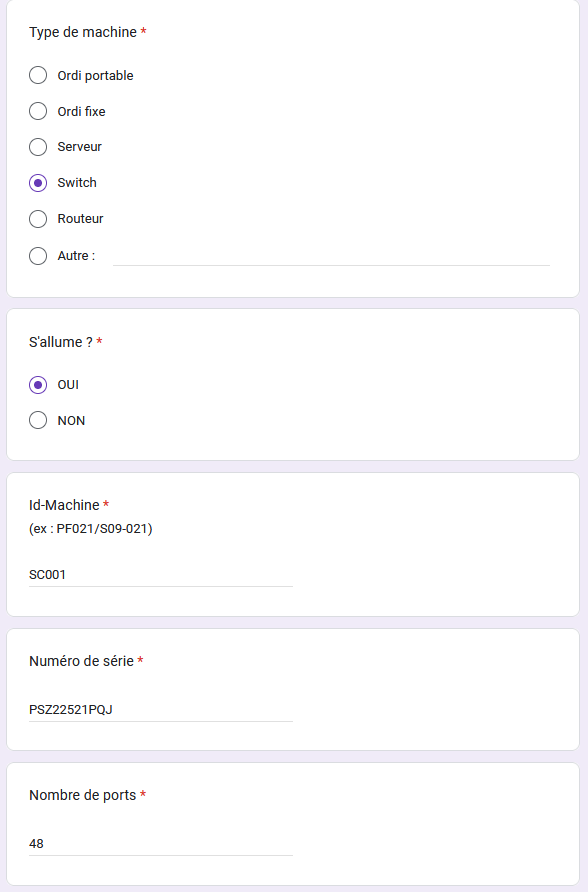 Type de machine *
Ordi portable
Ordi fixe
Serveur
Switch
Routeur
Autre :
S'allume ? *
OUI
NON
Id-Machine *
(ex : PF021/S09-021)
SC001
Numéro de série *
PSZ22521PQJ
Nombre de ports *
48